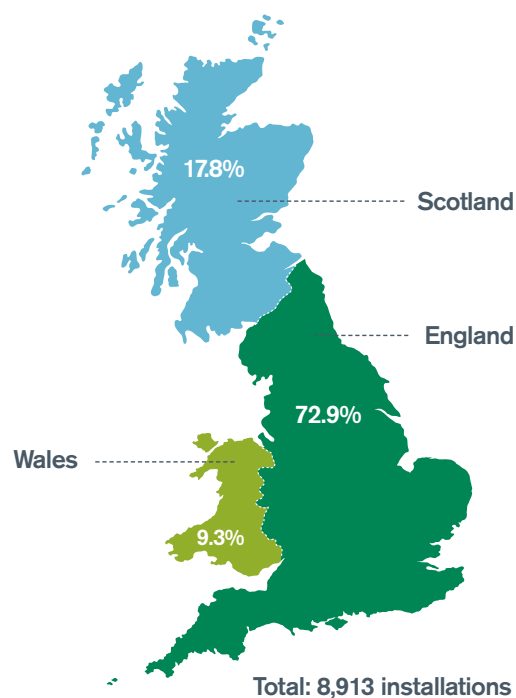 17.8%
Scotland
England
72.9%
Wales
9.3%
Total: 8,913 installations